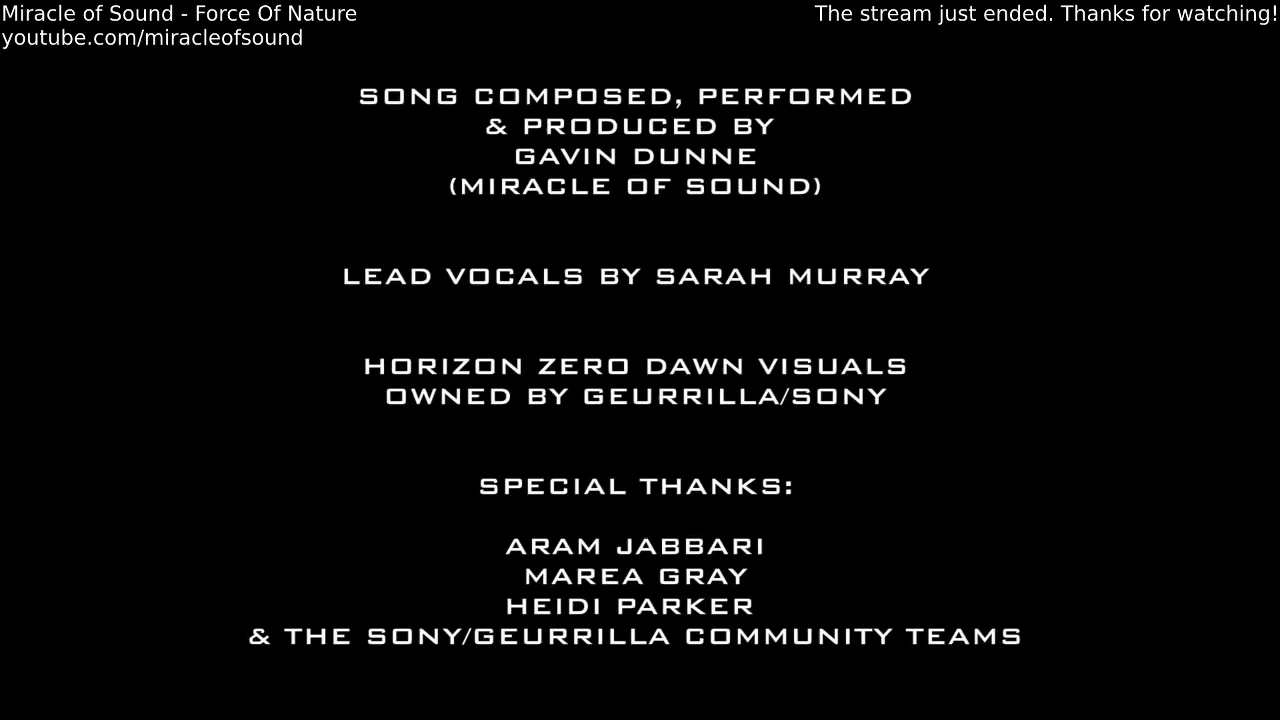 Miracle of Sound - Force Of Nature
youtube.com/miracleofsound
The stream just ended. Thanks for watching!
SONG COMPOSED, PERFORMED
& PRODUCED BY
GAVIN DUNNE
(MIRACLE OF SOUND)
LEAD VOCALS BY SARAH MURRAY
HORIZON ZERO DAWN VISUALS
OWNED BY GEURRILLA/SONY
SPECIAL THANKS:
ARAM JABBARI
MAREA GRAY
HEIDI PARKER
& THE SONY/GEURRILLA COMMUNITY TEAMS